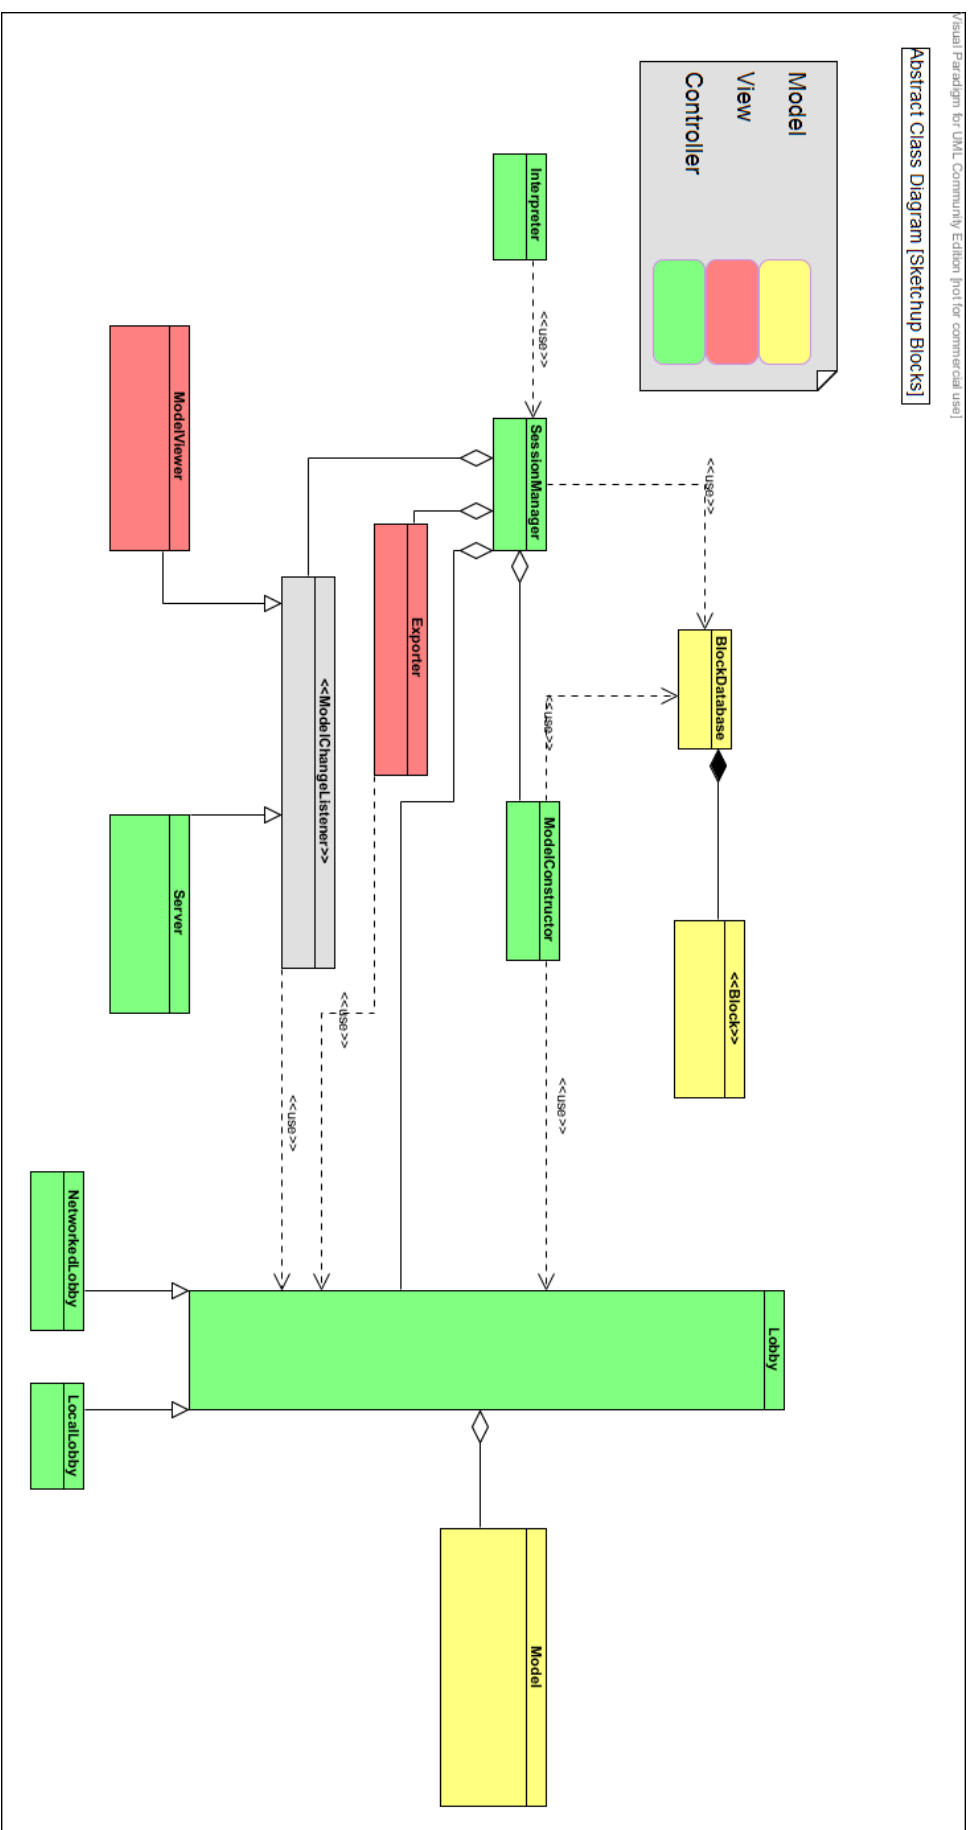 Visual Paradigm for UML Community Edition [not for commercial use]
Abstract Class Diagram [Sketchup Blocks]
Model
View
Controller
Interpreter
<<use>>
SessionManager
<<use>>
BlockDatabase
<<Block>>
<<use>>
ModelConstructor
<<use>>
Exporter
<<use>>
ModelViewer
<<ModelChangeListener>>
<<use>>
Server
Lobby
NetworkedLobby
LocalLobby
Model